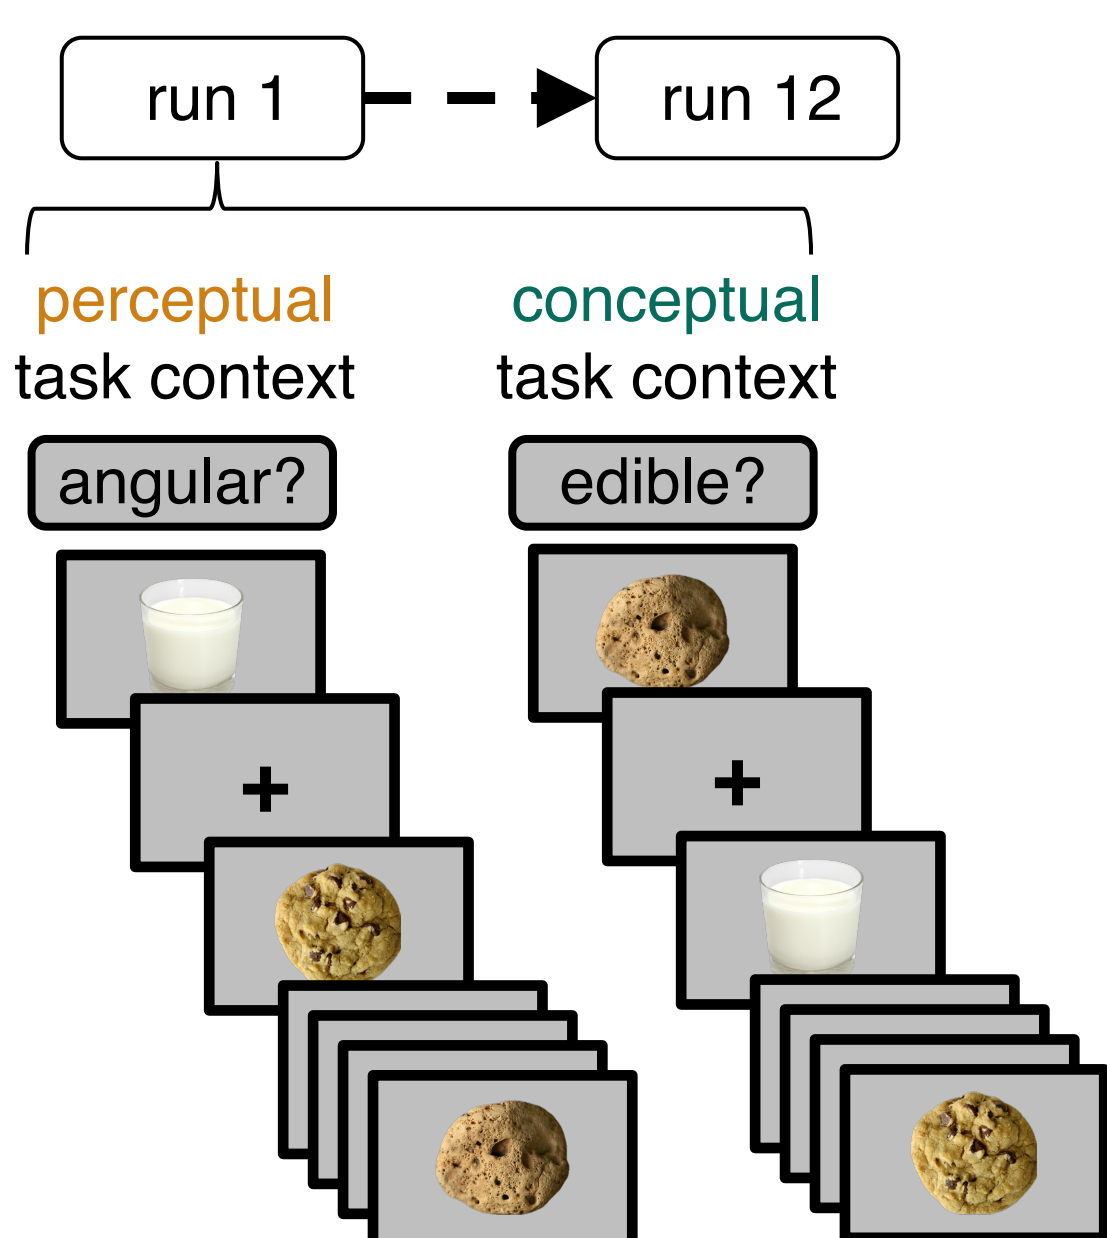 run 1
run 12
perceptual
task context
conceptual
task context
angular?
edible?
+
+